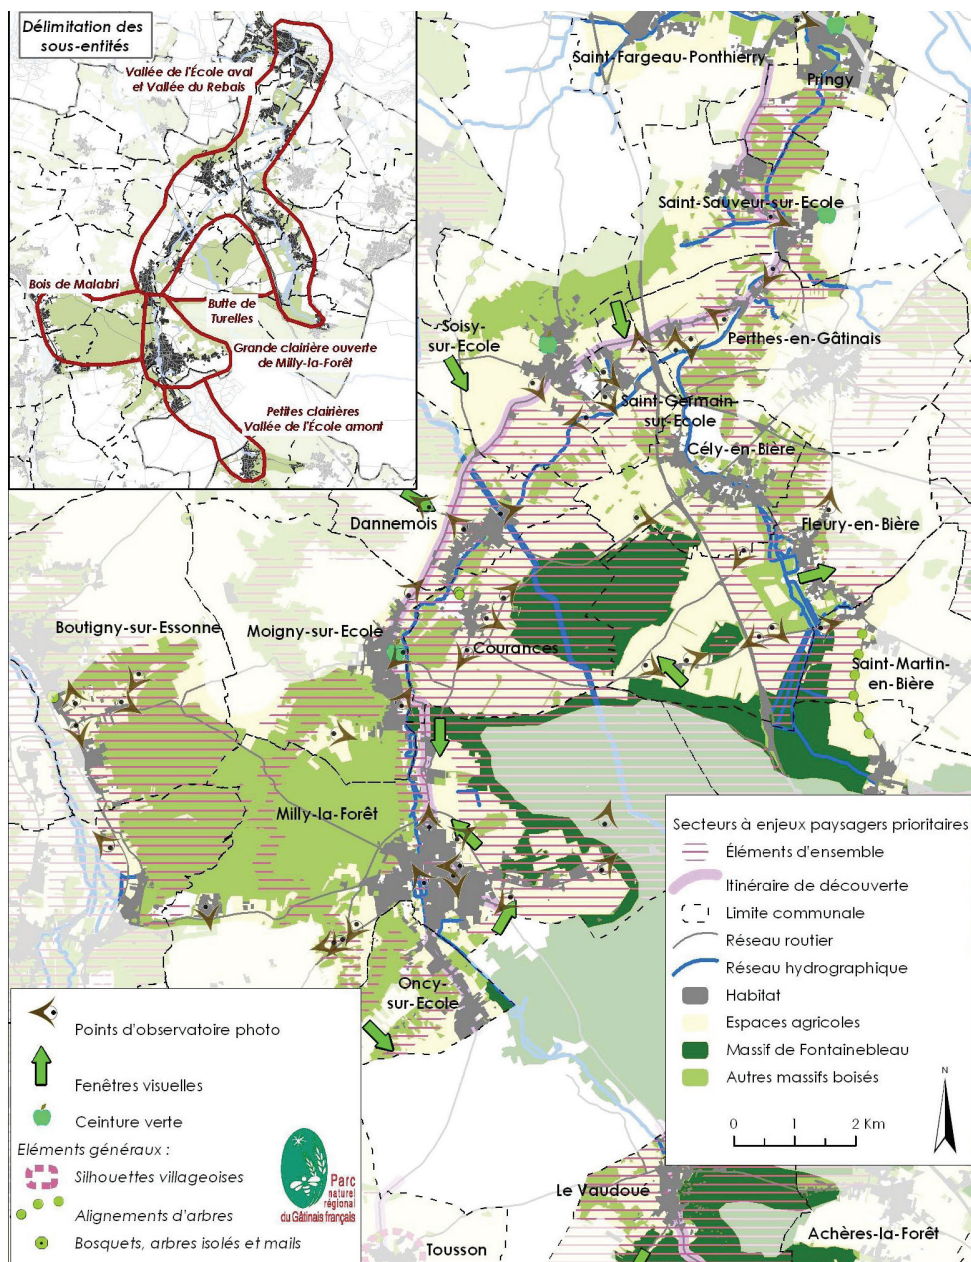 Délimitation des
sous-entités
Vallée de l'École aval
et Vallée du Rebais
Bois de Malabri
Butte de
Turelles
Grande clairière ouverte
de Milly-la-Forêt
Petites clairières
Vallée de l'École amont
Saint-Fargeau-Ponthierry
Pringy
Saint-Sauveur-sur-Ecole
Soisy-
sur-Ecole
Perthes-en-Gâtinais
Saint-Germain-
sur-Ecole
Cély-en-Bière
Dannemois
Fleury-en-Bière
Boutigny-sur-Essonne
Moigny-sur-Ecole
Courances
Saint-Martin-
en-Bière
Milly-la-Forêt
Oncy-
sur-Ecole
Le Vaudoué
Achères-la-Forêt
Tousson
Secteurs à enjeux paysagers prioritaires
Éléments d'ensemble
Itinéraire de découverte
Limite communale
Réseau routier
Réseau hydrographique
Habitat
Espaces agricoles
Massif de Fontainebleau
Autres massifs boisés
N
0 1 2 Km
Points d'observatoire photo
Fenêtres visuelles
Ceinture verte
Eléments généraux :
Silhouettes villageoises
Alignements d'arbres
Bosquets, arbres isolés et mails
Parc
naturel
régional
du Gâtinais français